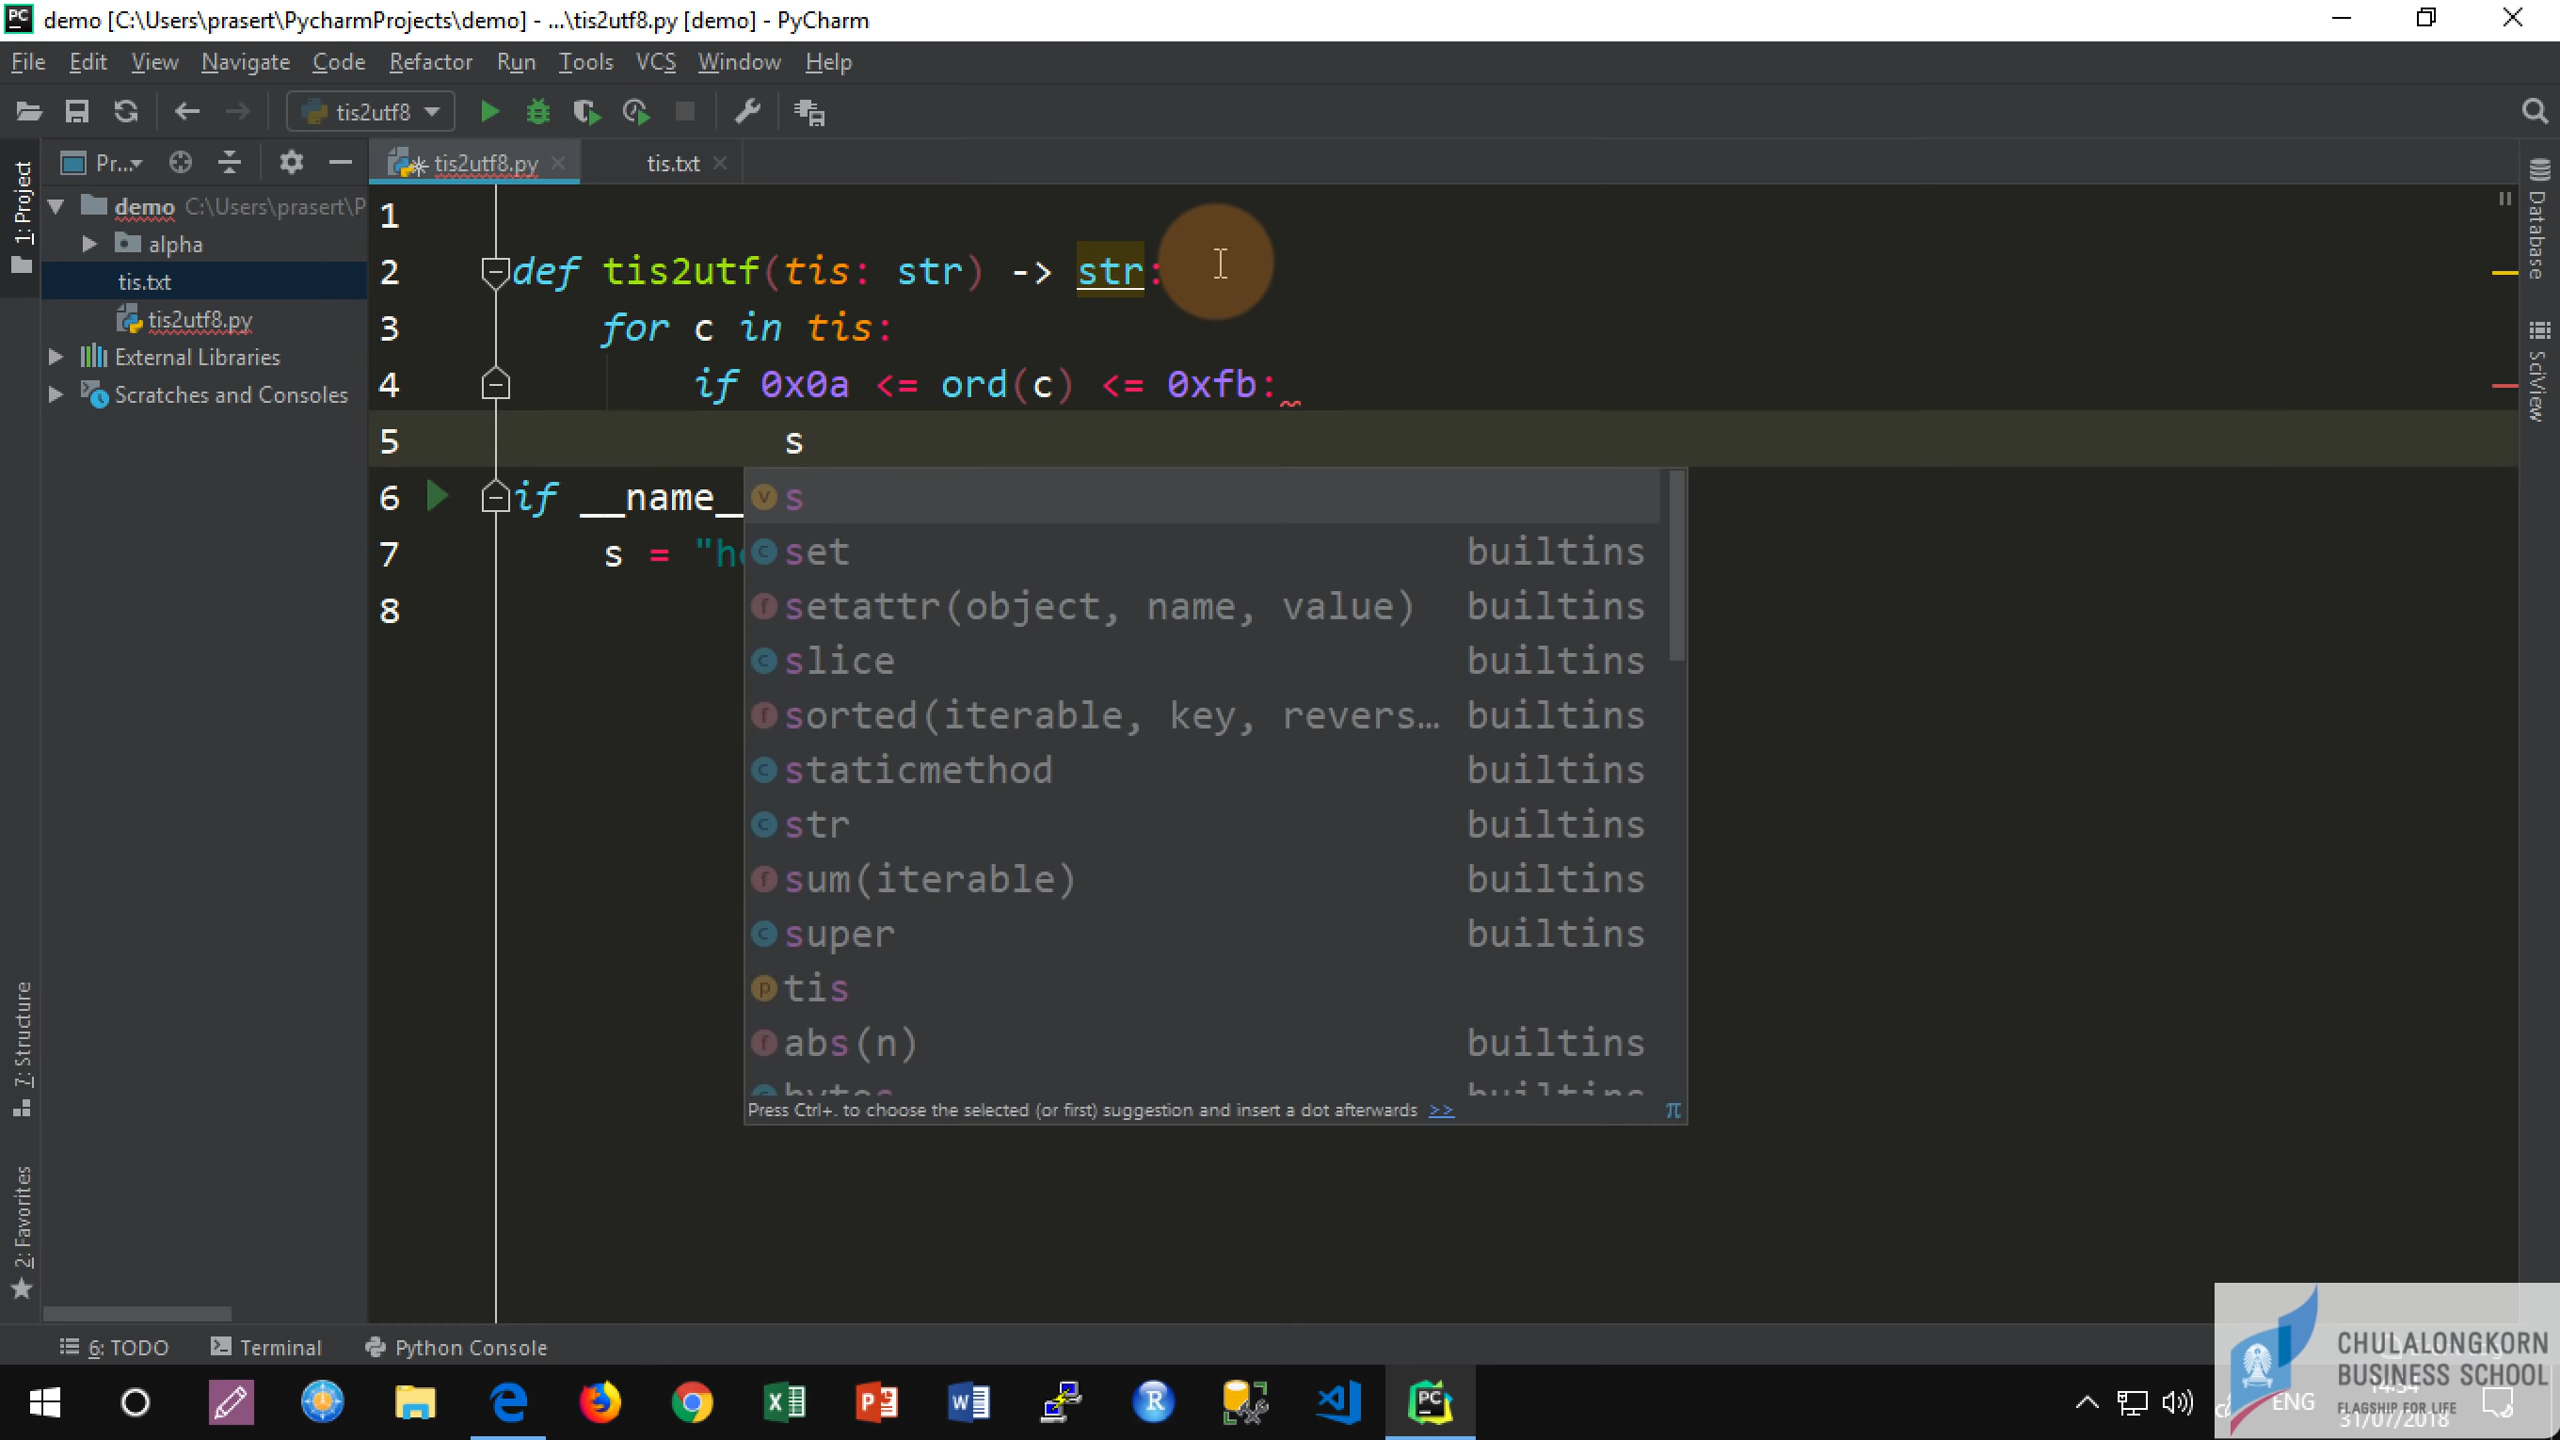 PC demo [C:\Users\prasert\PycharmProjects\demo] - ...\tis2utf8.py [demo] - PyCharm
File Edit View Navigate Code Refactor Run Tools VCS Window Help
tis2utf8
1: Project
Pr...
tis2utf8.py
tis.txt
demo C:\Users\prasert\P
alpha
tis.txt
tis2utf8.py
External Libraries
Scratches and Consoles
1
2 def tis2utf(tis: str) -> str:
3 for c in tis:
4 if 0x0a <= ord(c) <= 0xfb:
5 s
6 if __name__
7 s = "h
8
s
set builtins
setattr(object, name, value) builtins
slice builtins
sorted(iterable, key, revers… builtins
staticmethod builtins
str builtins
sum(iterable) builtins
super builtins
tis
abs(n) builtins
bytes builtins
Press Ctrl+. to choose the selected (or first) suggestion and insert a dot afterwards >> π
Database
SciView
7: Structure
2: Favorites
6: TODO Terminal Python Console
CHULALONGKORN
BUSINESS SCHOOL
FLAGSHIP FOR LIFE
ENG
31/07/2018